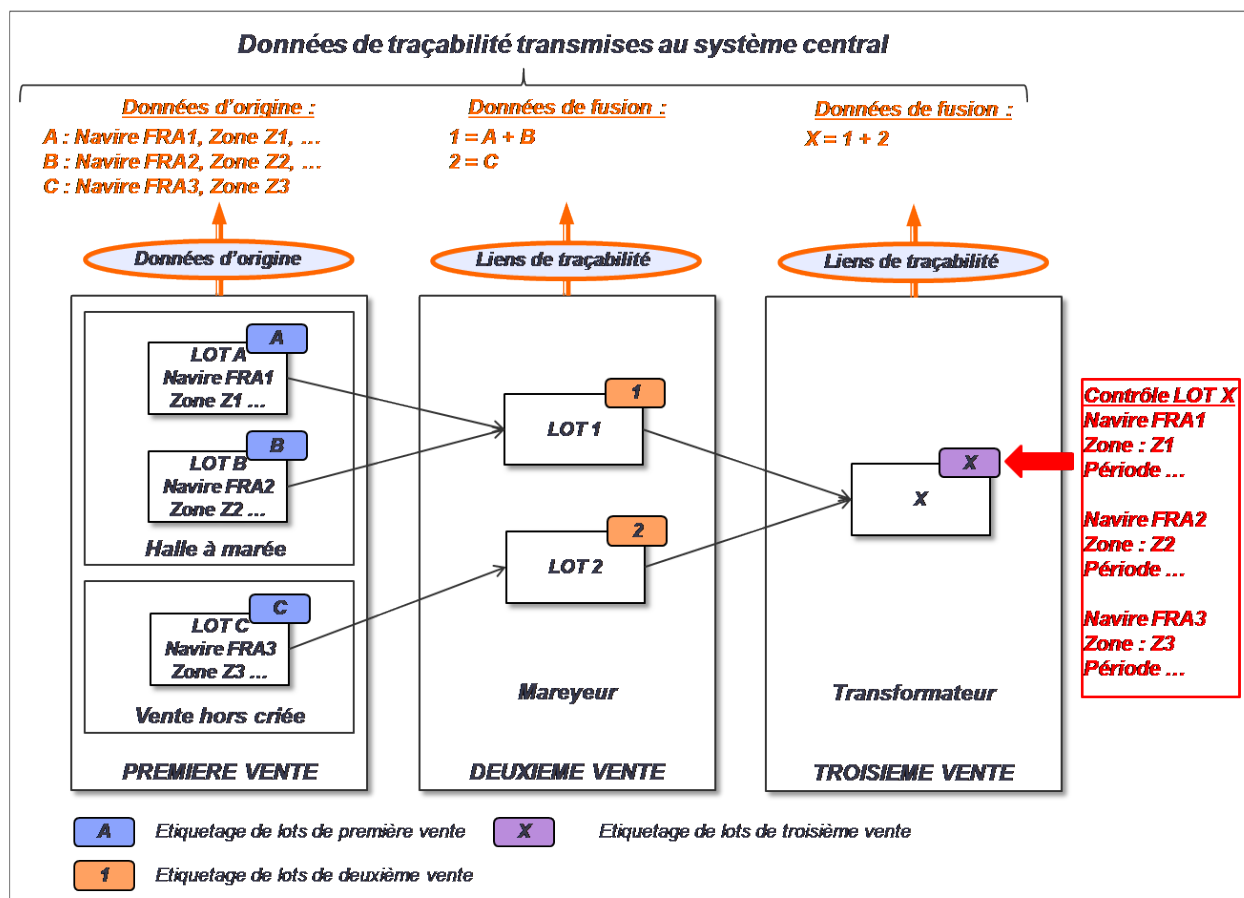 Données de traçabilité transmises au système central
Données d'origine :
A : Navire FRA1, Zone Z1, ...
B : Navire FRA2, Zone Z2, ...
C : Navire FRA3, Zone Z3
Données de fusion :
1 = A + B
2 = C
Données de fusion :
X = 1 + 2
Données d'origine
Liens de traçabilité
Liens de traçabilité
A
LOT A
Navire FRA1
Zone Z1 ...
B
LOT B
Navire FRA2
Zone Z2 ...
Halle à marée
C
LOT C
Navire FRA3
Zone Z3 ...
Vente hors criée
PREMIERE VENTE
1
LOT 1
2
LOT 2
Mareyeur
DEUXIEME VENTE
X
X
Transformateur
TROISIEME VENTE
Contrôle LOT X
Navire FRA1
Zone : Z1
Période ...
Navire FRA2
Zone : Z2
Période ...
Navire FRA3
Zone : Z3
Période ...
A
Etiquetage de lots de première vente
X
Etiquetage de lots de troisième vente
1
Etiquetage de lots de deuxième vente